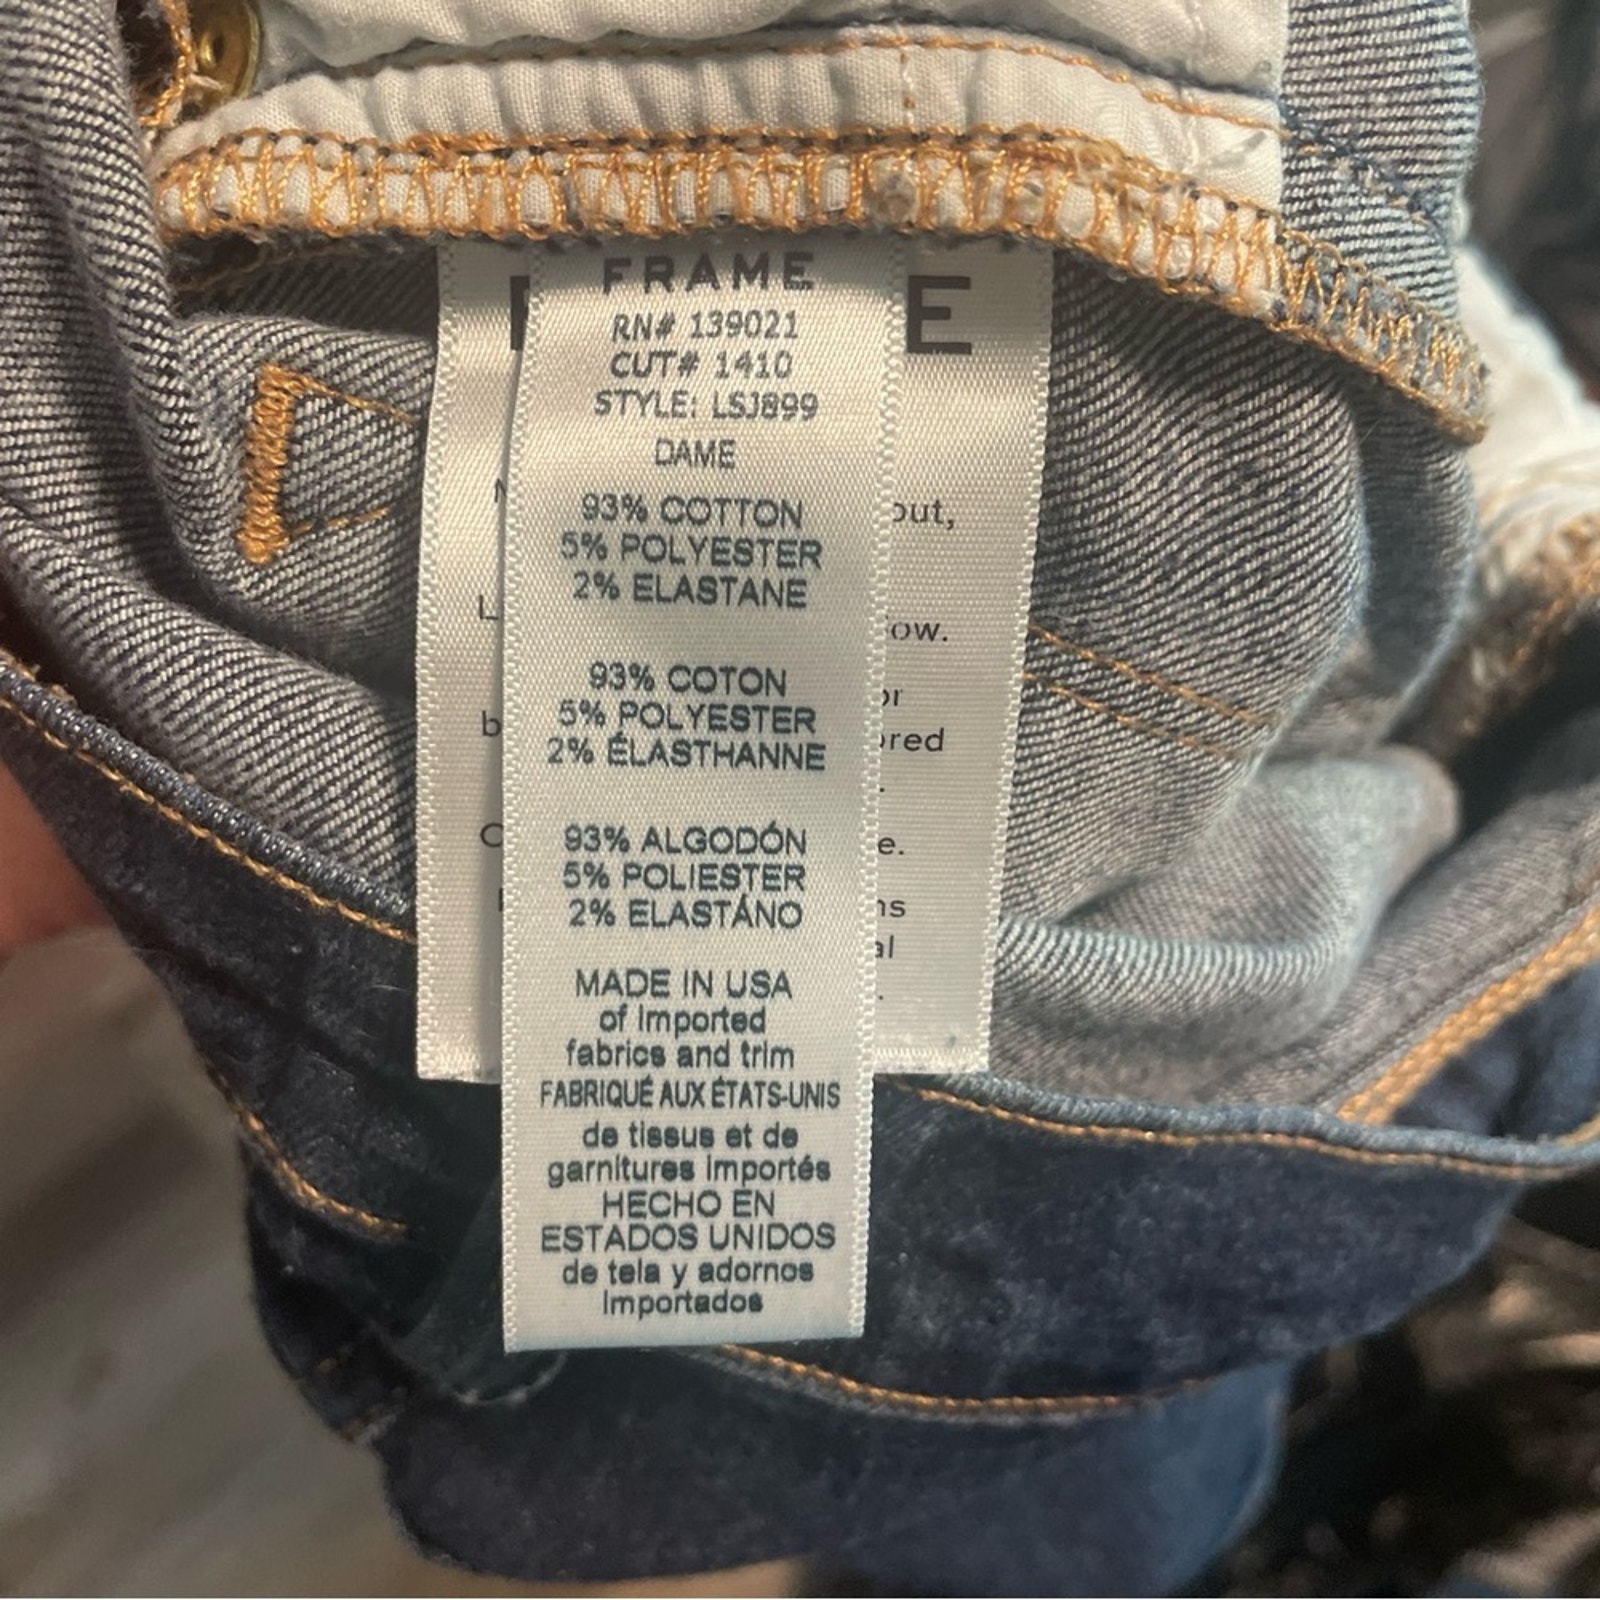 FRAME
RN# 139021
CUT# 1410
STYLE: LSJ899
DAME
93% COTTON
5% POLYESTER
2% ELASTANE
93% COTON
5% POLYESTER
2% ÉLASTHANNE
93% ALGODÓN
5% POLIESTER
2% ELASTÁNO
MADE IN USA
of imported
fabrics and trim
FABRIQUÉ AUX ÉTATS-UNIS
de tissus et de
garnitures importés
HECHO EN
ESTADOS UNIDOS
de tela y adornos
importados
E
out,